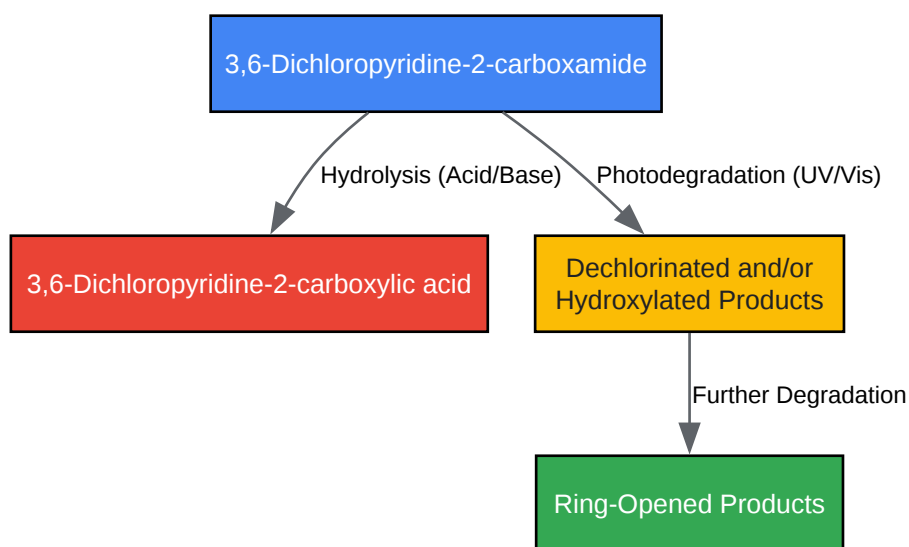 3,6-Dichloropyridine-2-carboxamide
Hydrolysis (Acid/Base)
Photodegradation (UV/Vis)
3,6-Dichloropyridine-2-carboxylic acid
Dechlorinated and/or
Hydroxylated Products
Further Degradation
Ring-Opened Products